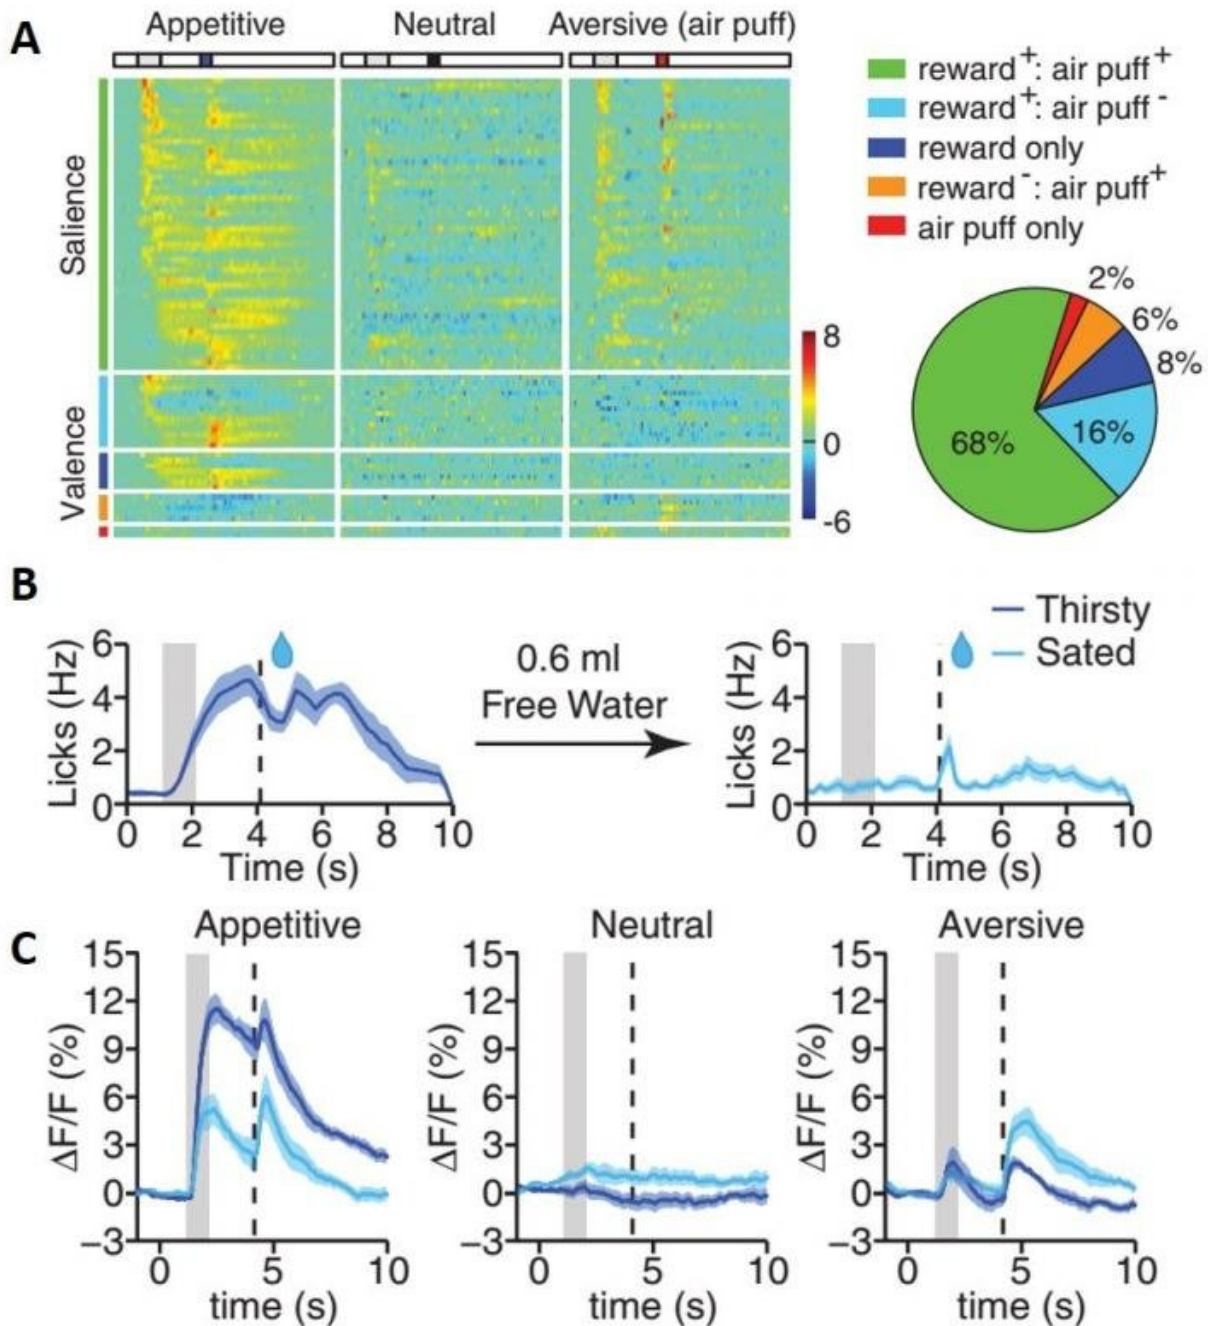 A
Appetitive
Neutral
Aversive (air puff)
Salience
Valence
8
0
-6
reward+: air puff+
reward+: air puff-
reward only
reward-: air puff+
air puff only
2%
6%
8%
16%
68%
B
Licks (Hz)
6
4
2
0
0 2 4 6 8 10
Time (s)
0.6 ml
Free Water
Thirsty
Sated
Licks (Hz)
6
4
2
0
0 2 4 6 8 10
Time (s)
C
Appetitive
ΔF/F (%)
15
12
9
6
3
0
–3
0 5 10
time (s)
Neutral
ΔF/F (%)
15
12
9
6
3
0
–3
0 5 10
time (s)
Aversive
ΔF/F (%)
15
12
9
6
3
0
–3
0 5 10
time (s)